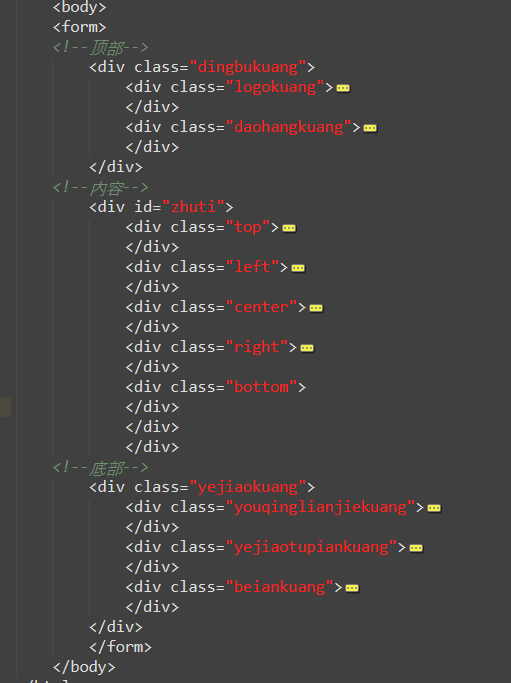 <body>
<form>
<!--顶部-->
<div class="dingbukuang">
<div class="logokuang">
</div>
<div class="daohangkuang">
</div>
</div>
<!--内容-->
<div id="zhuti">
<div class="top">
</div>
<div class="left">
</div>
<div class="center">
</div>
<div class="right">
</div>
<div class="bottom">
</div>
</div>
</div>
<!--底部-->
<div class="yejiaokuang">
<div class="youqinglianjiekuang">
</div>
<div class="yejiaotupiankuang">
</div>
<div class="beiankuang">
</div>
</div>
</form>
</body>